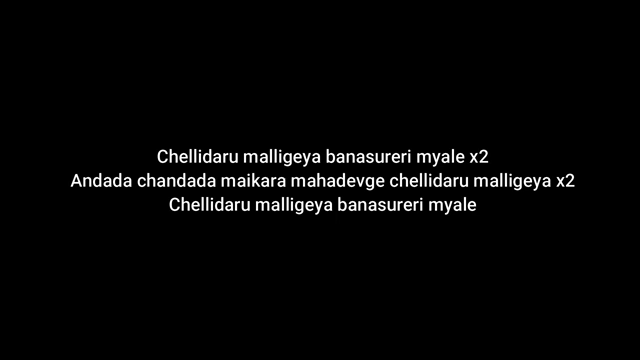 Chellidaru malligeya banasureri myale x2
Andada chandada maikara mahadevge chellidaru malligeya x2
Chellidaru malligeya banasureri myale